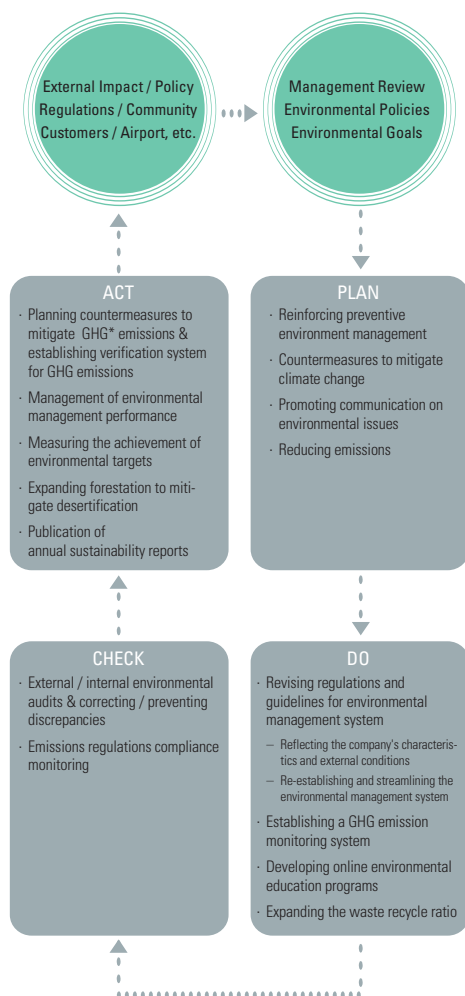 External Impact / Policy
Regulations / Community
Customers / Airport, etc.
Management Review
Environmental Policies
Environmental Goals
ACT
· Planning countermeasures to
mitigate GHG* emissions &
establishing verification system
for GHG emissions
· Management of environmental
management performance
· Measuring the achievement of
environmental targets
· Expanding forestation to miti-
gate desertification
· Publication of
annual sustainability reports
PLAN
· Reinforcing preventive
environment management
· Countermeasures to mitigate
climate change
· Promoting communication on
environmental issues
· Reducing emissions
CHECK
· External / internal environmental
audits & correcting / preventing
discrepancies
· Emissions regulations compliance
monitoring
DO
· Revising regulations and
guidelines for environmental
management system
– Reflecting the company's characteris-
tics and external conditions
– Re-establishing and streamlining the
environmental management system
· Establishing a GHG emission
monitoring system
· Developing online environmental
education programs
· Expanding the waste recycle ratio